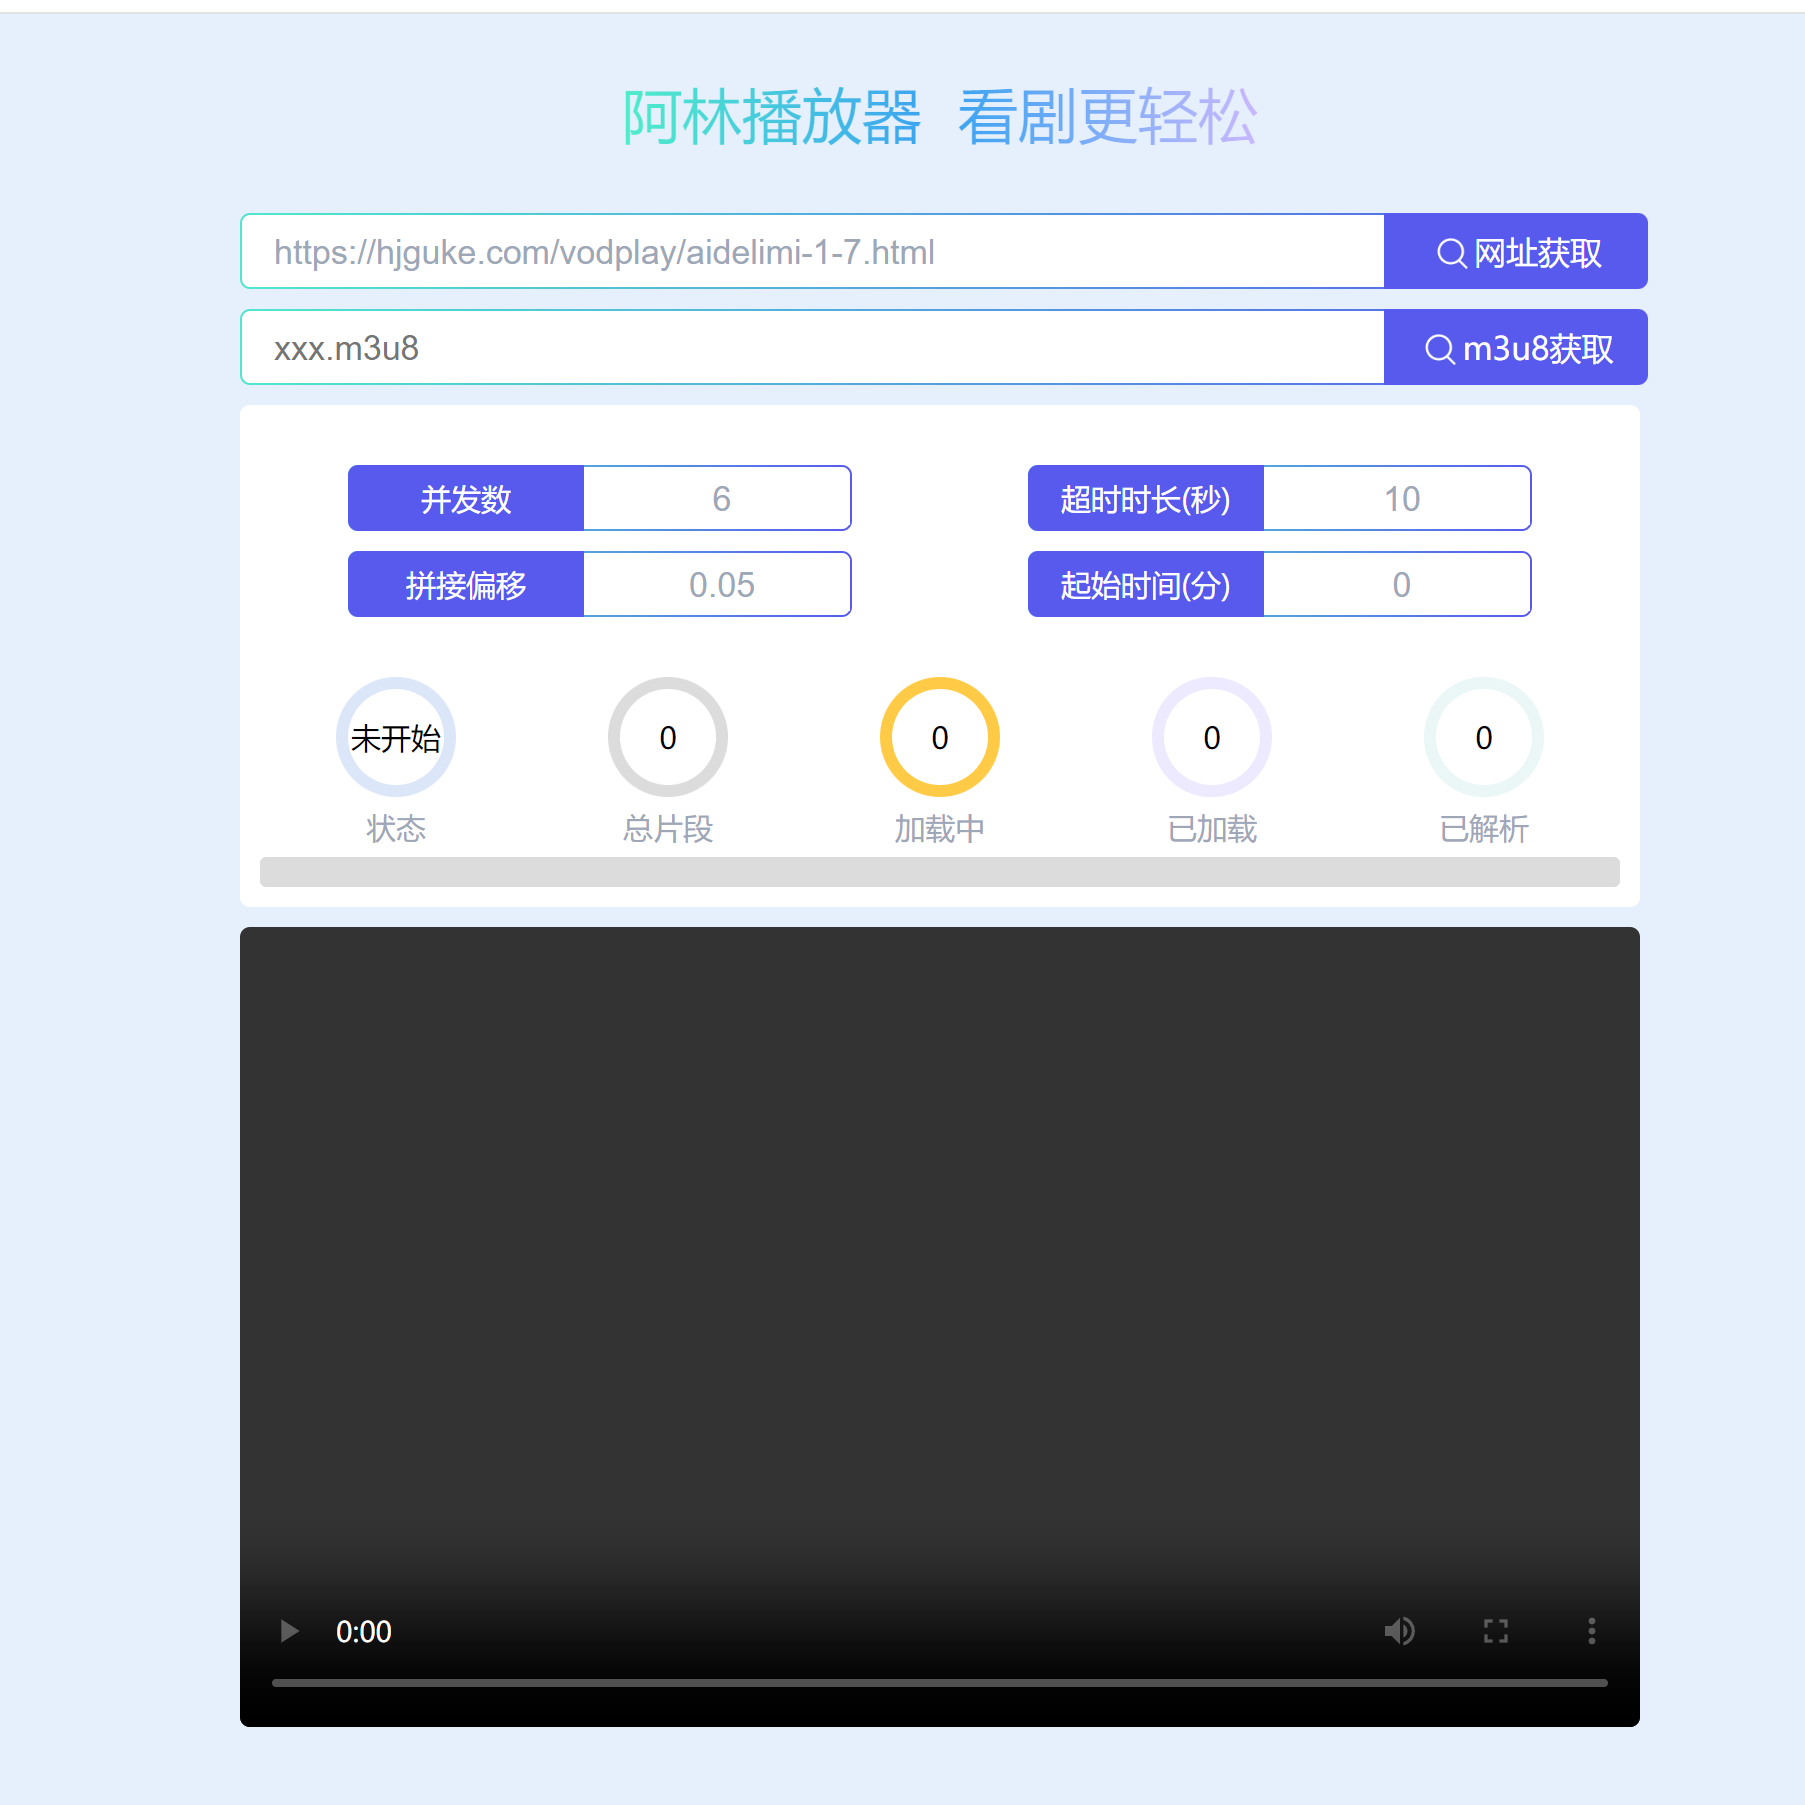 阿林播放器 看剧更轻松
https://hjguke.com/vodplay/aidelimi-1-7.html 网址获取
xxx.m3u8 m3u8获取
并发数 6 超时时长(秒) 10
拼接偏移 0.05 起始时间(分) 0
未开始 0 0 0 0
状态 总片段 加载中 已加载 已解析
0:00